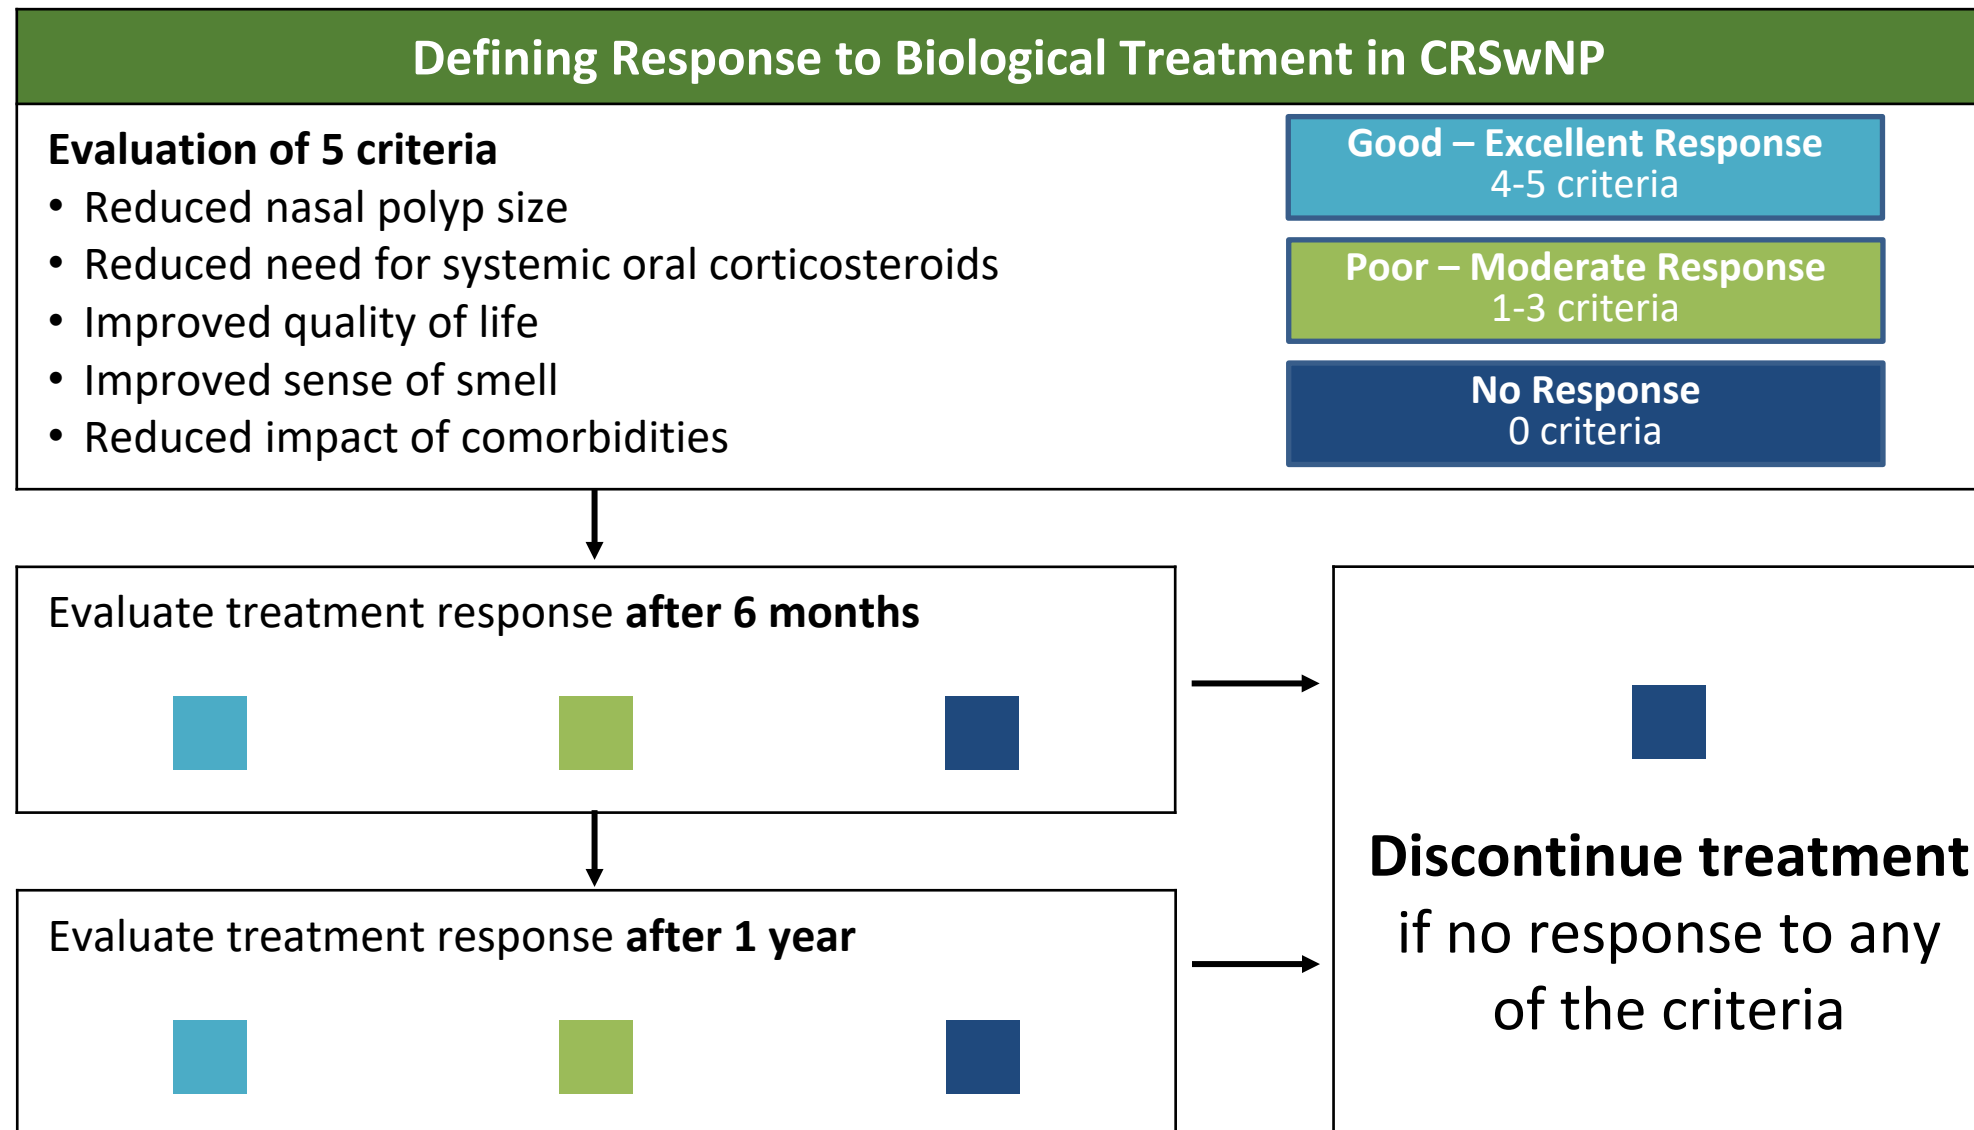 Defining Response to Biological Treatment in CRSwNP
Evaluation of 5 criteria
• Reduced nasal polyp size
• Reduced need for systemic oral corticosteroids
• Improved quality of life
• Improved sense of smell
• Reduced impact of comorbidities
Good – Excellent Response
4-5 criteria
Poor – Moderate Response
1-3 criteria
No Response
0 criteria
Evaluate treatment response after 6 months
Evaluate treatment response after 1 year
Discontinue treatment
if no response to any
of the criteria